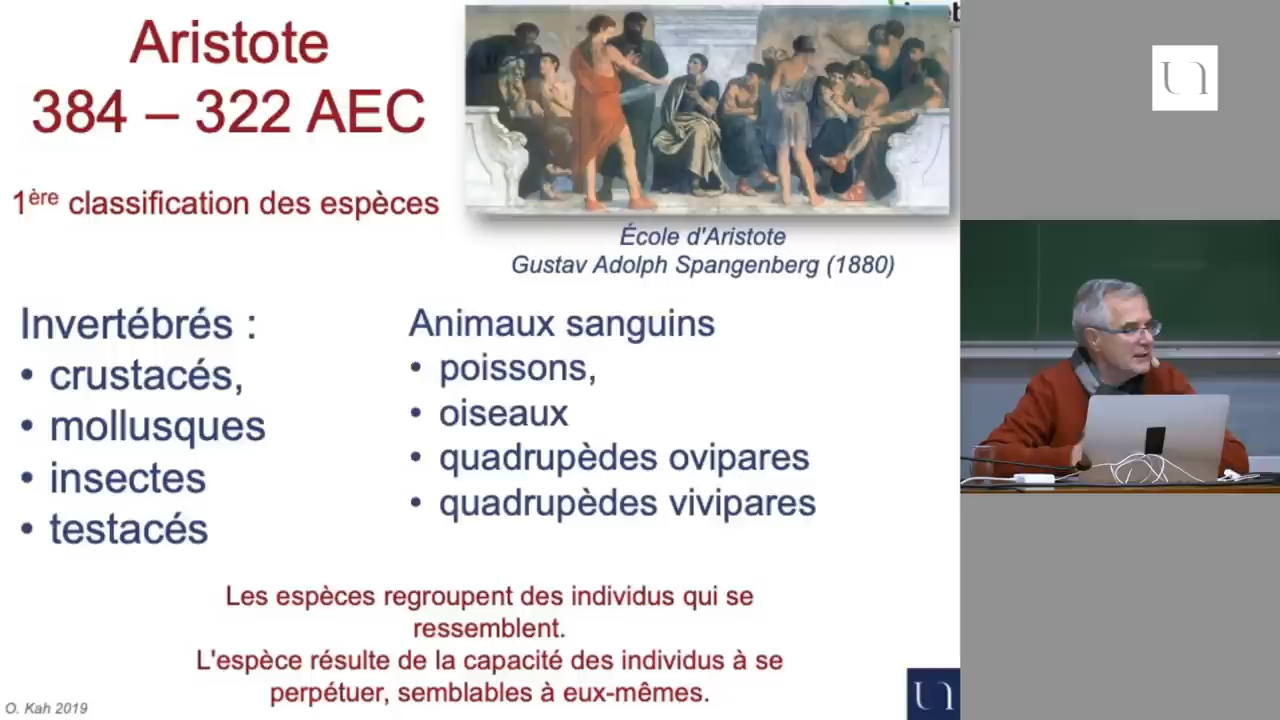 Aristote
384 – 322 AEC
1ère classification des espèces
École d'Aristote
Gustav Adolph Spangenberg (1880)
Invertébrés :
• crustacés,
• mollusques
• insectes
• testacés
Animaux sanguins
• poissons,
• oiseaux
• quadrupèdes ovipares
• quadrupèdes vivipares
Les espèces regroupent des individus qui se
ressemblent.
L'espèce résulte de la capacité des individus à se
perpétuer, semblables à eux-mêmes.
O. Kah 2019